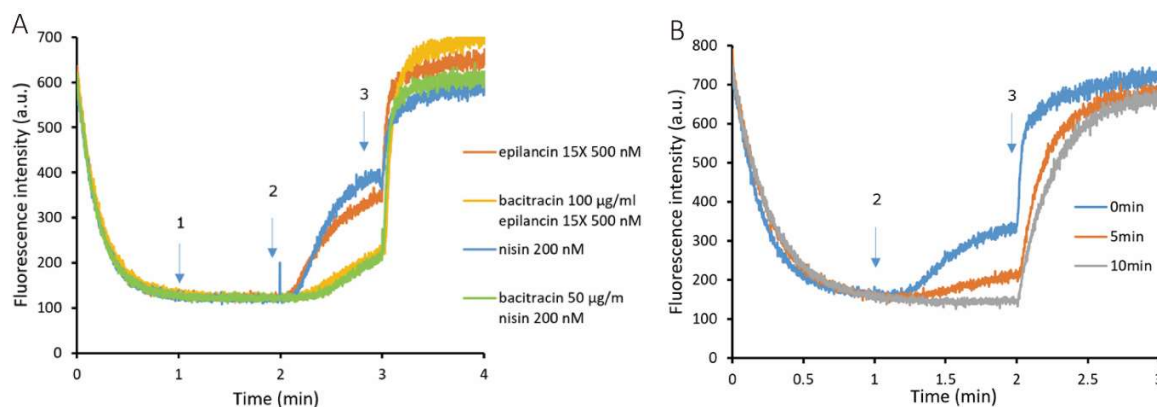 A
700
600
500
400
300
200
100
0
Fluorescence intensity (a.u.)
1
2
3
0
1
2
3
4
Time (min)
epilancin 15X 500 nM
bacitracin 100 µg/ml
epilancin 15X 500 nM
nisin 200 nM
bacitracin 50 µg/m
nisin 200 nM
B
800
700
600
500
400
300
200
100
0
Fluorescence intensity (a.u.)
2
3
0
0.5
1
1.5
2
2.5
3
Time (min)
0min
5min
10min